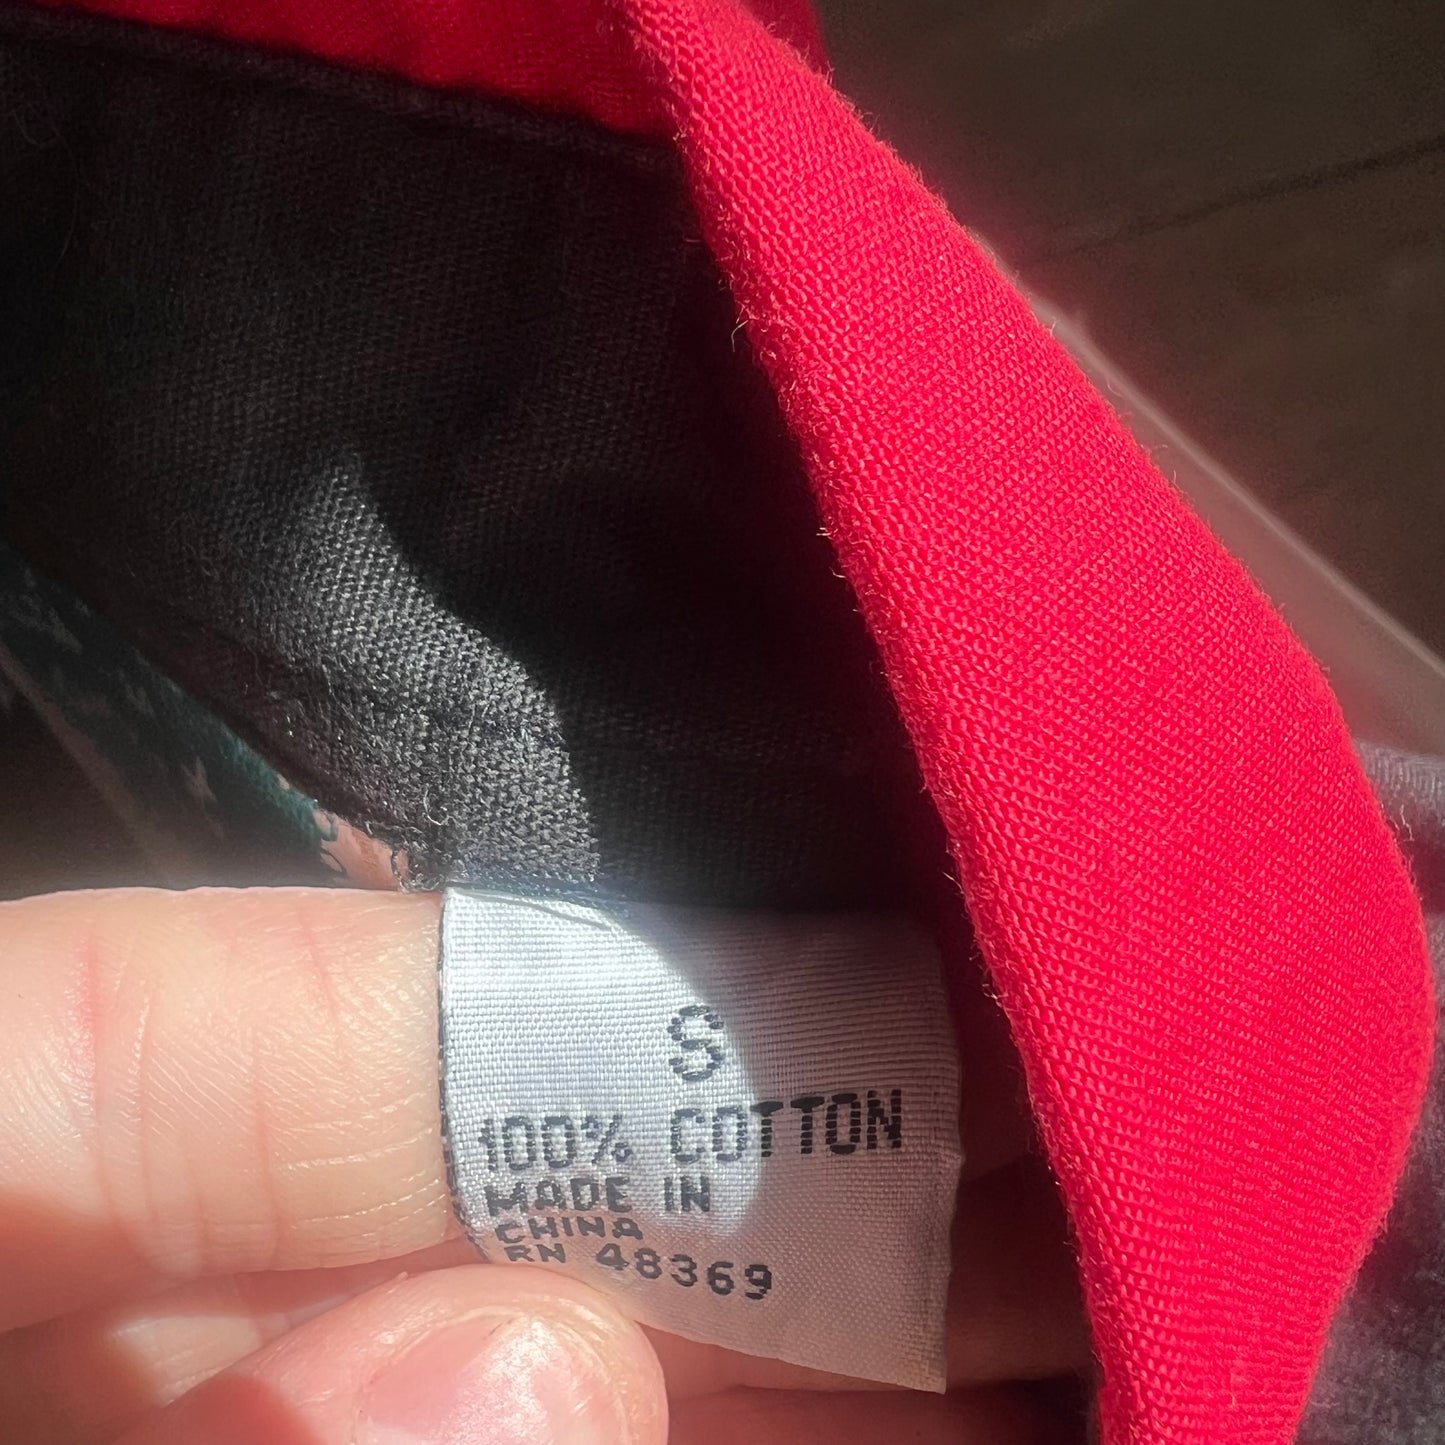 S
100% COTTON
MADE IN
CHINA
RN 48369